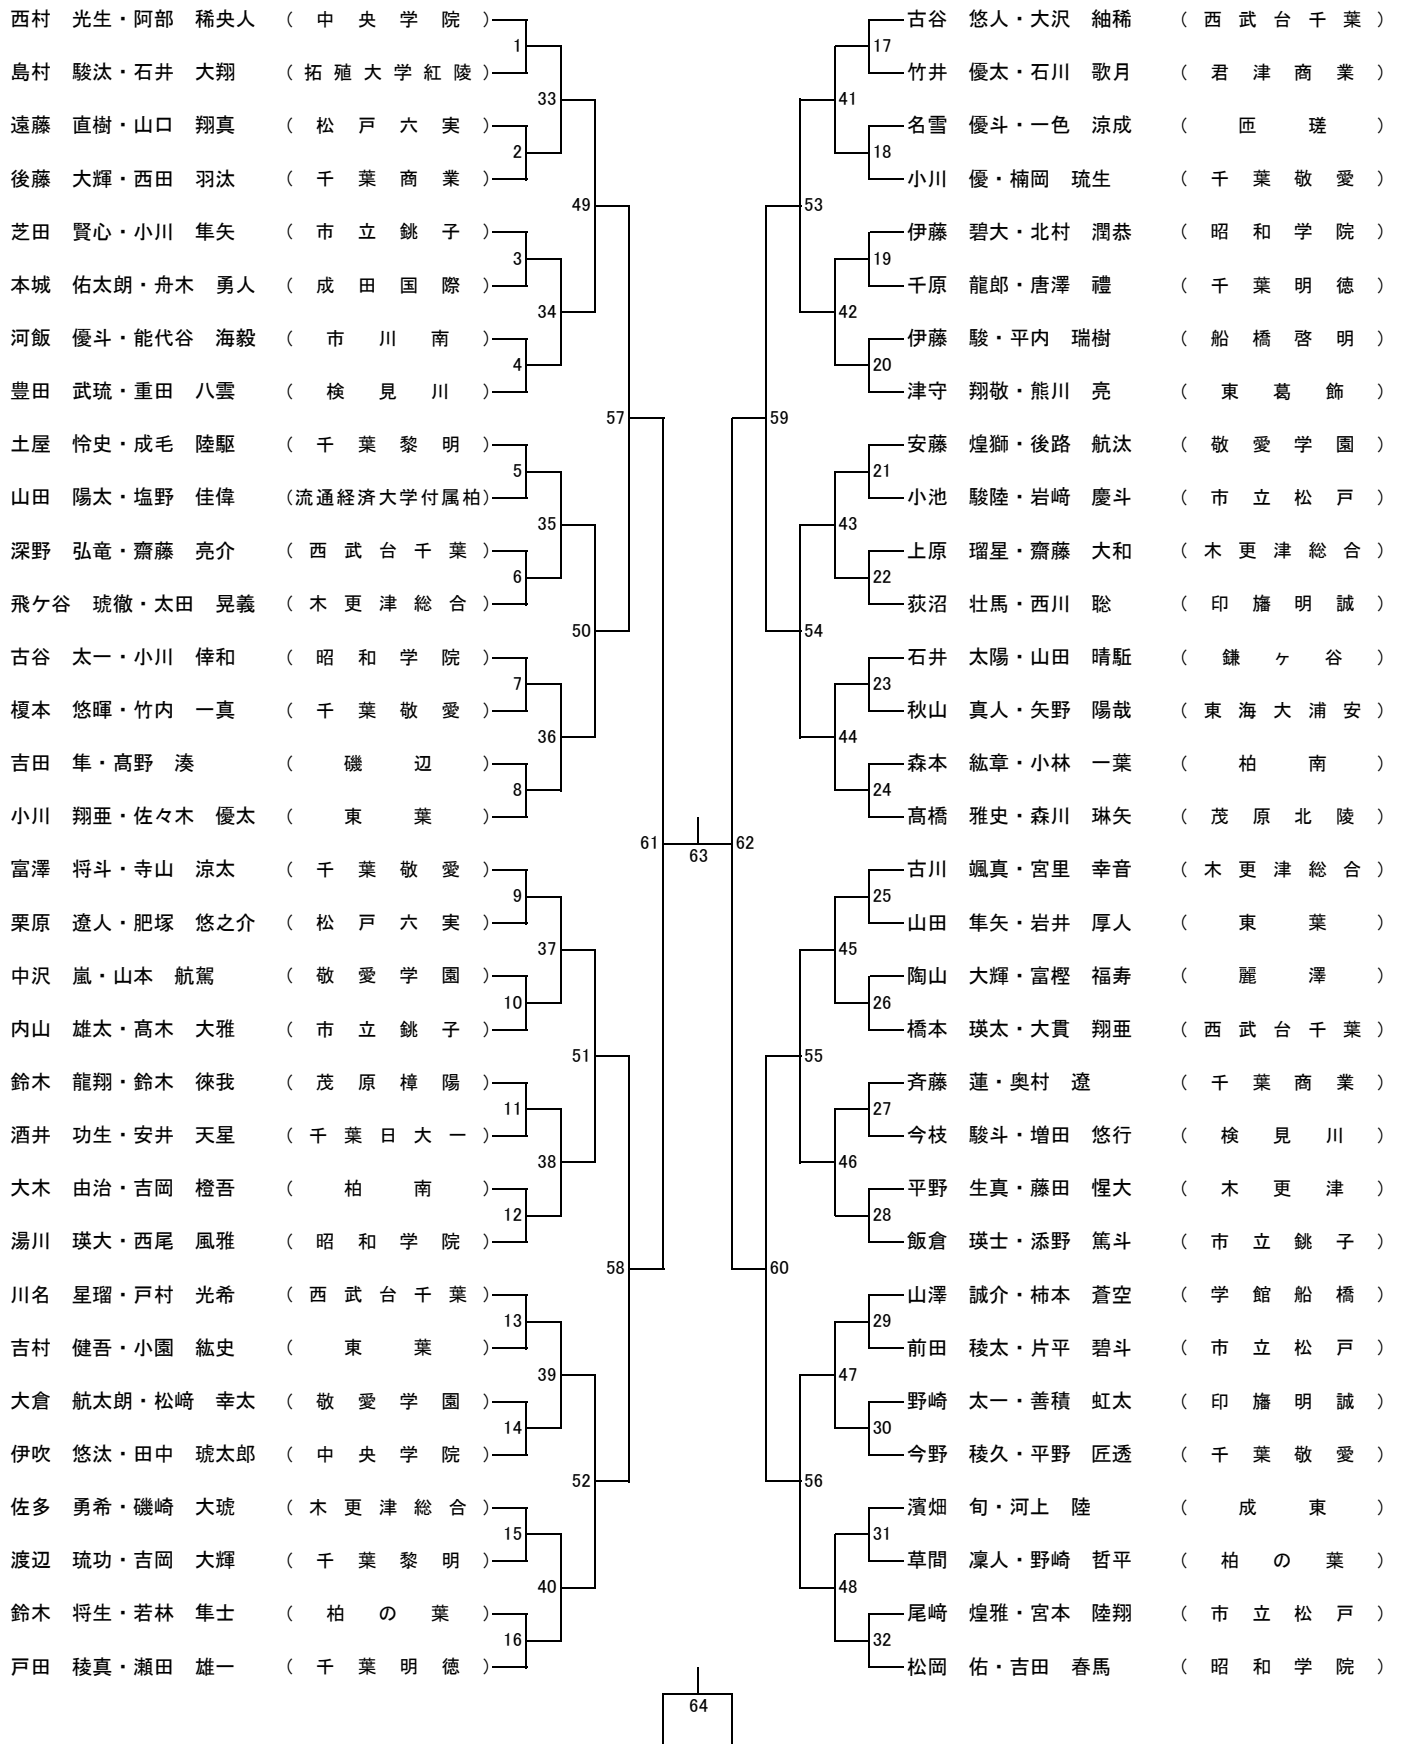 西村　光生・阿部　稀央人　（　中　央　学　院　）
1
島村　駿汰・石井　大翔　（拓殖大学紅陵）
33
遠藤　直樹・山口　翔真　（　松　戸　六　実　）
2
後藤　大輝・西田　羽汰　（　千　葉　商　業　）
49
芝田　賢心・小川　隼矢　（　市　立　銚　子　）
3
本城　佑太朗・舟木　勇人　（　成　田　国　際　）
34
河飯　優斗・能代谷　海毅　（　市　川　南　）
4
豊田　武琉・重田　八雲　（　検　見　川　）
57
土屋　怜史・成毛　陸駆　（　千　葉　黎　明　）
5
山田　陽太・塩野　佳偉　（流通経済大学付属柏）
35
深野　弘竜・齋藤　亮介　（　西　武　台　千　葉　）
6
飛ケ谷　琥徹・太田　晃義　（　木　更　津　総　合　）
50
古谷　太一・小川　倖和　（　昭　和　学　院　）
7
榎本　悠暉・竹内　一真　（　千　葉　敬　愛　）
36
吉田　隼・髙野　湊　（　磯　辺　）
8
小川　翔亜・佐々木　優太　（　東　葉　）
61
富澤　将斗・寺山　涼太　（　千　葉　敬　愛　）
9
栗原　遼人・肥塚　悠之介　（　松　戸　六　実　）
37
中沢　嵐・山本　航駕　（　敬　愛　学　園　）
10
内山　雄太・髙木　大雅　（　市　立　銚　子　）
51
鈴木　龍翔・鈴木　徠我　（　茂　原　樟　陽　）
11
酒井　功生・安井　天星　（　千　葉　日　大　一　）
38
大木　由治・吉岡　橙吾　（　柏　南　）
12
湯川　瑛大・西尾　風雅　（　昭　和　学　院　）
58
川名　星瑠・戸村　光希　（　西　武　台　千　葉　）
13
吉村　健吾・小園　紘史　（　東　葉　）
39
大倉　航太朗・松﨑　幸太　（　敬　愛　学　園　）
14
伊吹　悠汰・田中　琥太郎　（　中　央　学　院　）
52
佐多　勇希・磯崎　大琥　（　木　更　津　総　合　）
15
渡辺　琉功・吉岡　大輝　（　千　葉　黎　明　）
40
鈴木　将生・若林　隼士　（　柏　の　葉　）
16
戸田　稜真・瀬田　雄一　（　千　葉　明　徳　）
63
64
古谷　悠人・大沢　紬稀　（　西　武　台　千　葉　）
17
竹井　優太・石川　歌月　（　君　津　商　業　）
41
名雪　優斗・一色　涼成　（　匝　瑳　）
18
小川　優・楠岡　琉生　（　千　葉　敬　愛　）
53
伊藤　碧大・北村　潤恭　（　昭　和　学　院　）
19
千原　龍郎・唐澤　禮　（　千　葉　明　徳　）
42
伊藤　駿・平内　瑞樹　（　船　橋　啓　明　）
20
津守　翔敬・熊川　亮　（　東　葛　飾　）
59
安藤　煌獅・後路　航汰　（　敬　愛　学　園　）
21
小池　駿陸・岩﨑　慶斗　（　市　立　松　戸　）
43
上原　瑠星・齋藤　大和　（　木　更　津　総　合　）
22
荻沼　壮馬・西川　聡　（　印　旛　明　誠　）
54
石井　太陽・山田　晴駈　（　鎌　ヶ　谷　）
23
秋山　真人・矢野　陽哉　（　東　海　大　浦　安　）
44
森本　紘章・小林　一葉　（　柏　南　）
24
髙橋　雅史・森川　琳矢　（　茂　原　北　陵　）
62
古川　颯真・宮里　幸音　（　木　更　津　総　合　）
25
山田　隼矢・岩井　厚人　（　東　葉　）
45
陶山　大輝・富樫　福寿　（　麗　澤　）
26
橋本　瑛太・大貫　翔亜　（　西　武　台　千　葉　）
55
斉藤　蓮・奥村　遼　（　千　葉　商　業　）
27
今枝　駿斗・増田　悠行　（　検　見　川　）
46
平野　生真・藤田　惺大　（　木　更　津　）
28
飯倉　瑛士・添野　篤斗　（　市　立　銚　子　）
60
山澤　誠介・柿本　蒼空　（　学　館　船　橋　）
29
前田　稜太・片平　碧斗　（　市　立　松　戸　）
47
野崎　太一・善積　虹太　（　印　旛　明　誠　）
30
今野　稜久・平野　匠透　（　千　葉　敬　愛　）
56
濱畑　旬・河上　陸　（　成　東　）
31
草間　凜人・野崎　哲平　（　柏　の　葉　）
48
尾﨑　煌雅・宮本　陸翔　（　市　立　松　戸　）
32
松岡　佑・吉田　春馬　（　昭　和　学　院　）